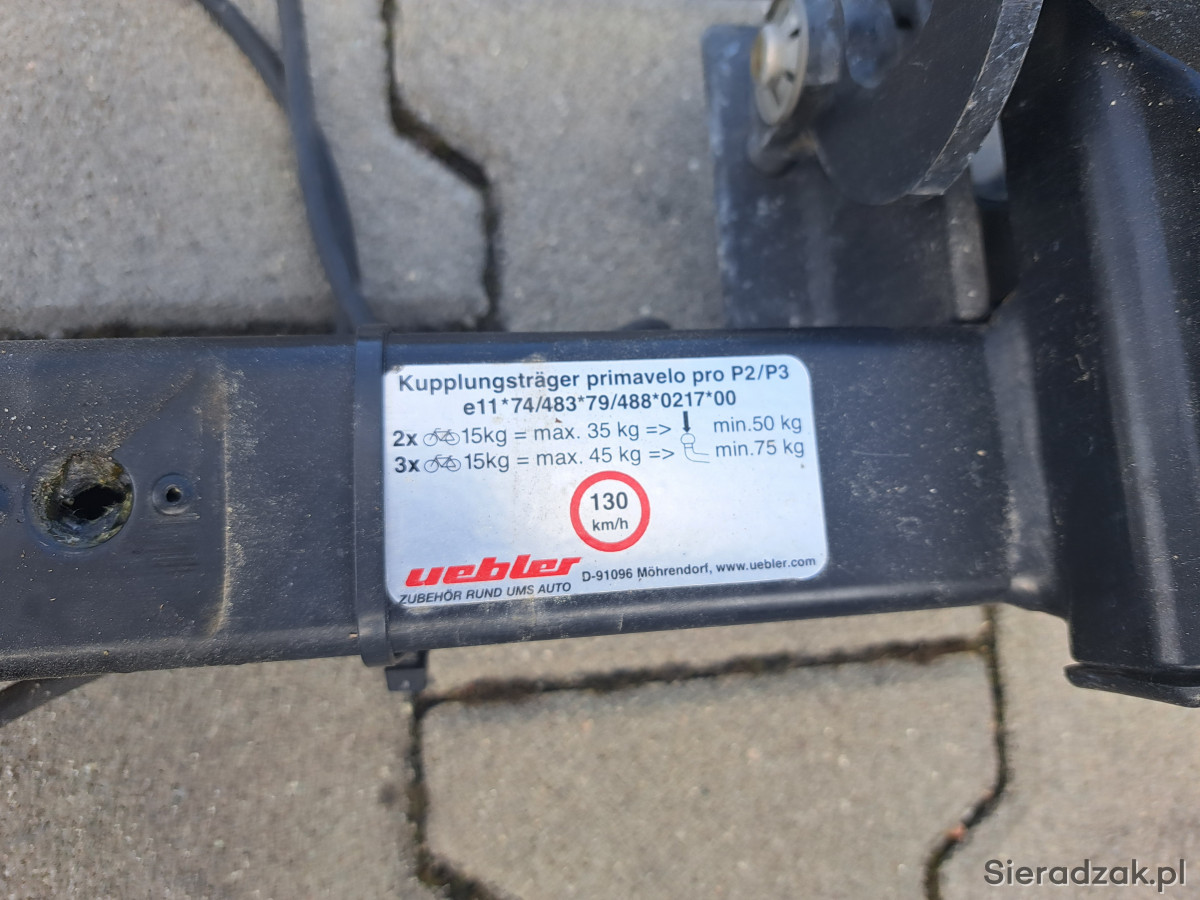 Kupplungsträger primavelo pro P2/P3
e11*74/483*79/488*0217*00
2x 15kg = max. 35 kg => min.50 kg
3x 15kg = max. 45 kg => min.75 kg
130
km/h
uebler
ZUBEHÖR RUND UMS AUTO
D-91096 Möhrendorf, www.uebler.com
Sieradzak.pl